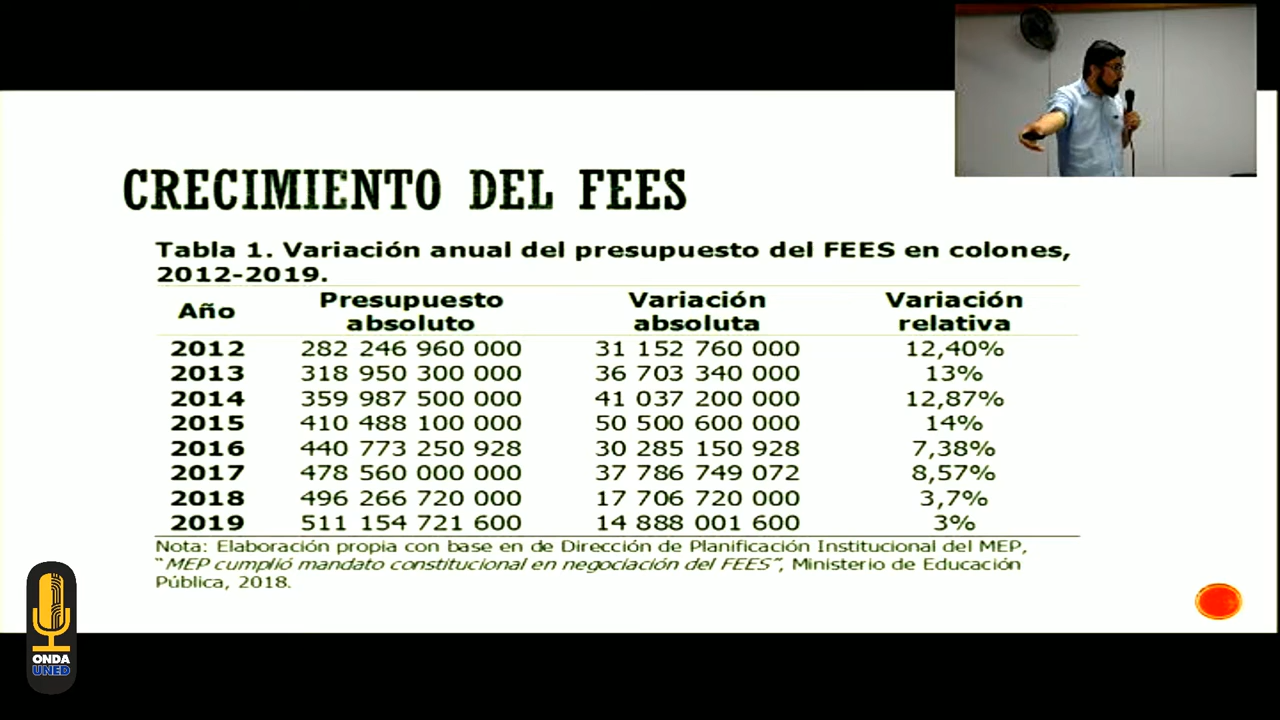 CRECIMIENTO DEL FEES
Tabla 1. Variación anual del presupuesto del FEES en colones,
2012-2019.
Año Presupuesto absoluto Variación absoluta Variación relativa
2012 282 246 960 000 31 152 760 000 12,40%
2013 318 950 300 000 36 703 340 000 13%
2014 359 987 500 000 41 037 200 000 12,87%
2015 410 488 100 000 50 500 600 000 14%
2016 440 773 250 928 30 285 150 928 7,38%
2017 478 560 000 000 37 786 749 072 8,57%
2018 496 266 720 000 17 706 720 000 3,7%
2019 511 154 721 600 14 888 001 600 3%
Nota: Elaboración propia con base en de Dirección de Planificación Institucional del MEP,
“MEP cumplió mandato constitucional en negociación del FEES”, Ministerio de Educación
Pública, 2018.
ONDA
UNED